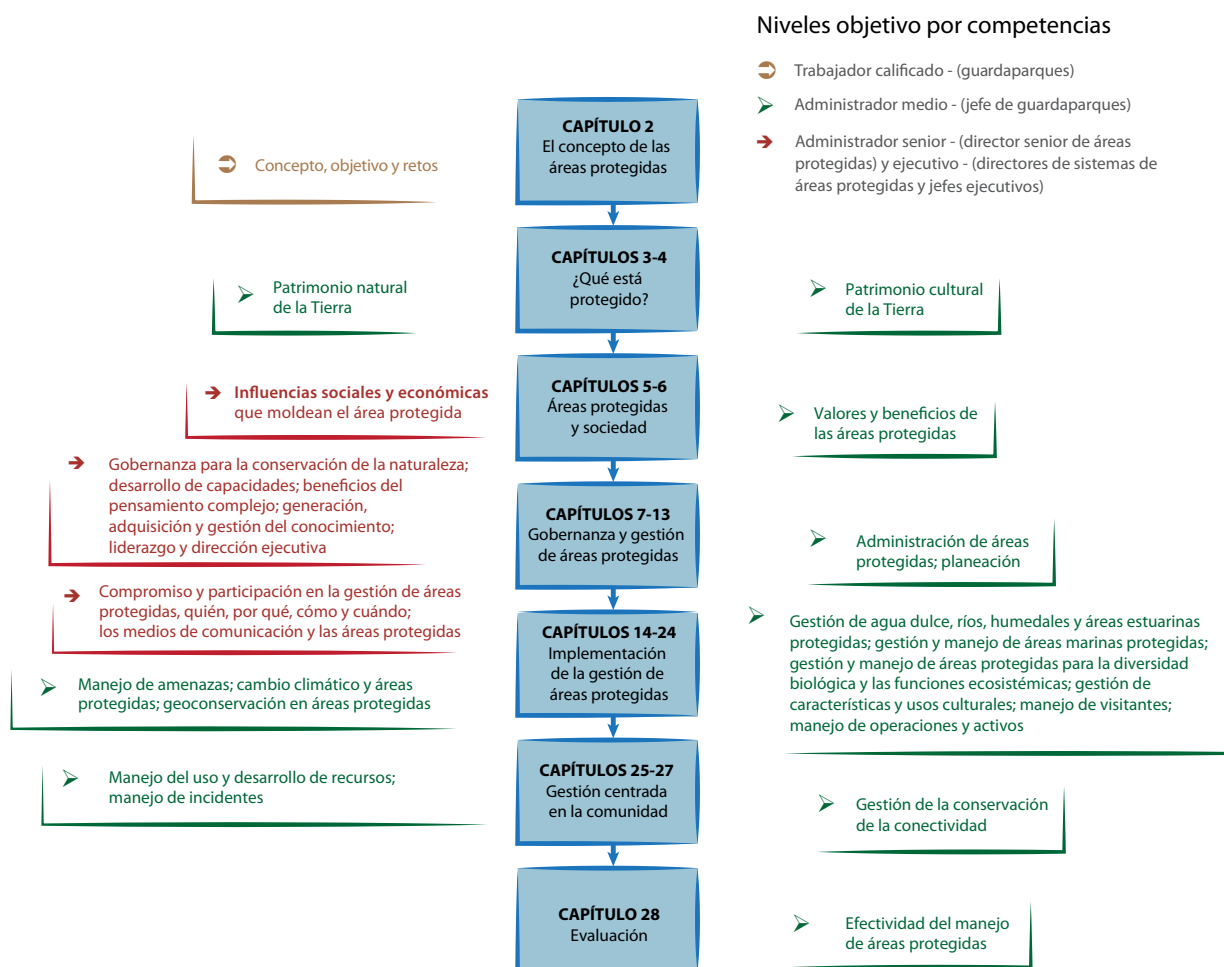 Niveles objetivo por competencias
Trabajador calificado - (guardaparques)
Administrador medio - (jefe de guardaparques)
Administrador senior - (director senior de áreas
protegidas) y ejecutivo - (directores de sistemas de
áreas protegidas y jefes ejecutivos)
CAPÍTULO 2
El concepto de las
áreas protegidas
Concepto, objetivo y retos
CAPÍTULOS 3-4
¿Qué está
protegido?
Patrimonio natural
de la Tierra
Patrimonio cultural
de la Tierra
CAPÍTULOS 5-6
Áreas protegidas
y sociedad
Influencias sociales y económicas
que moldean el área protegida
Valores y beneficios de
las áreas protegidas
Gobernanza para la conservación de la naturaleza;
desarrollo de capacidades; beneficios del
pensamiento complejo; generación,
adquisición y gestión del conocimiento;
liderazgo y dirección ejecutiva
CAPÍTULOS 7-13
Gobernanza y gestión
de áreas protegidas
Administración de áreas
protegidas; planeación
Compromiso y participación en la gestión de áreas
protegidas, quién, por qué, cómo y cuándo;
los medios de comunicación y las áreas protegidas
CAPÍTULOS 14-24
Implementación
de la gestión de
áreas protegidas
Gestión de agua dulce, ríos, humedales y áreas estuarinas
protegidas; gestión y manejo de áreas marinas protegidas;
gestión y manejo de áreas protegidas para la diversidad
biológica y las funciones ecosistémicas; gestión de
características y usos culturales; manejo de visitantes;
manejo de operaciones y activos
Manejo de amenazas; cambio climático y áreas
protegidas; geoconservación en áreas protegidas
CAPÍTULOS 25-27
Gestión centrada
en la comunidad
Manejo del uso y desarrollo de recursos;
manejo de incidentes
Gestión de la conservación
de la conectividad
CAPÍTULO 28
Evaluación
Efectividad del manejo
de áreas protegidas